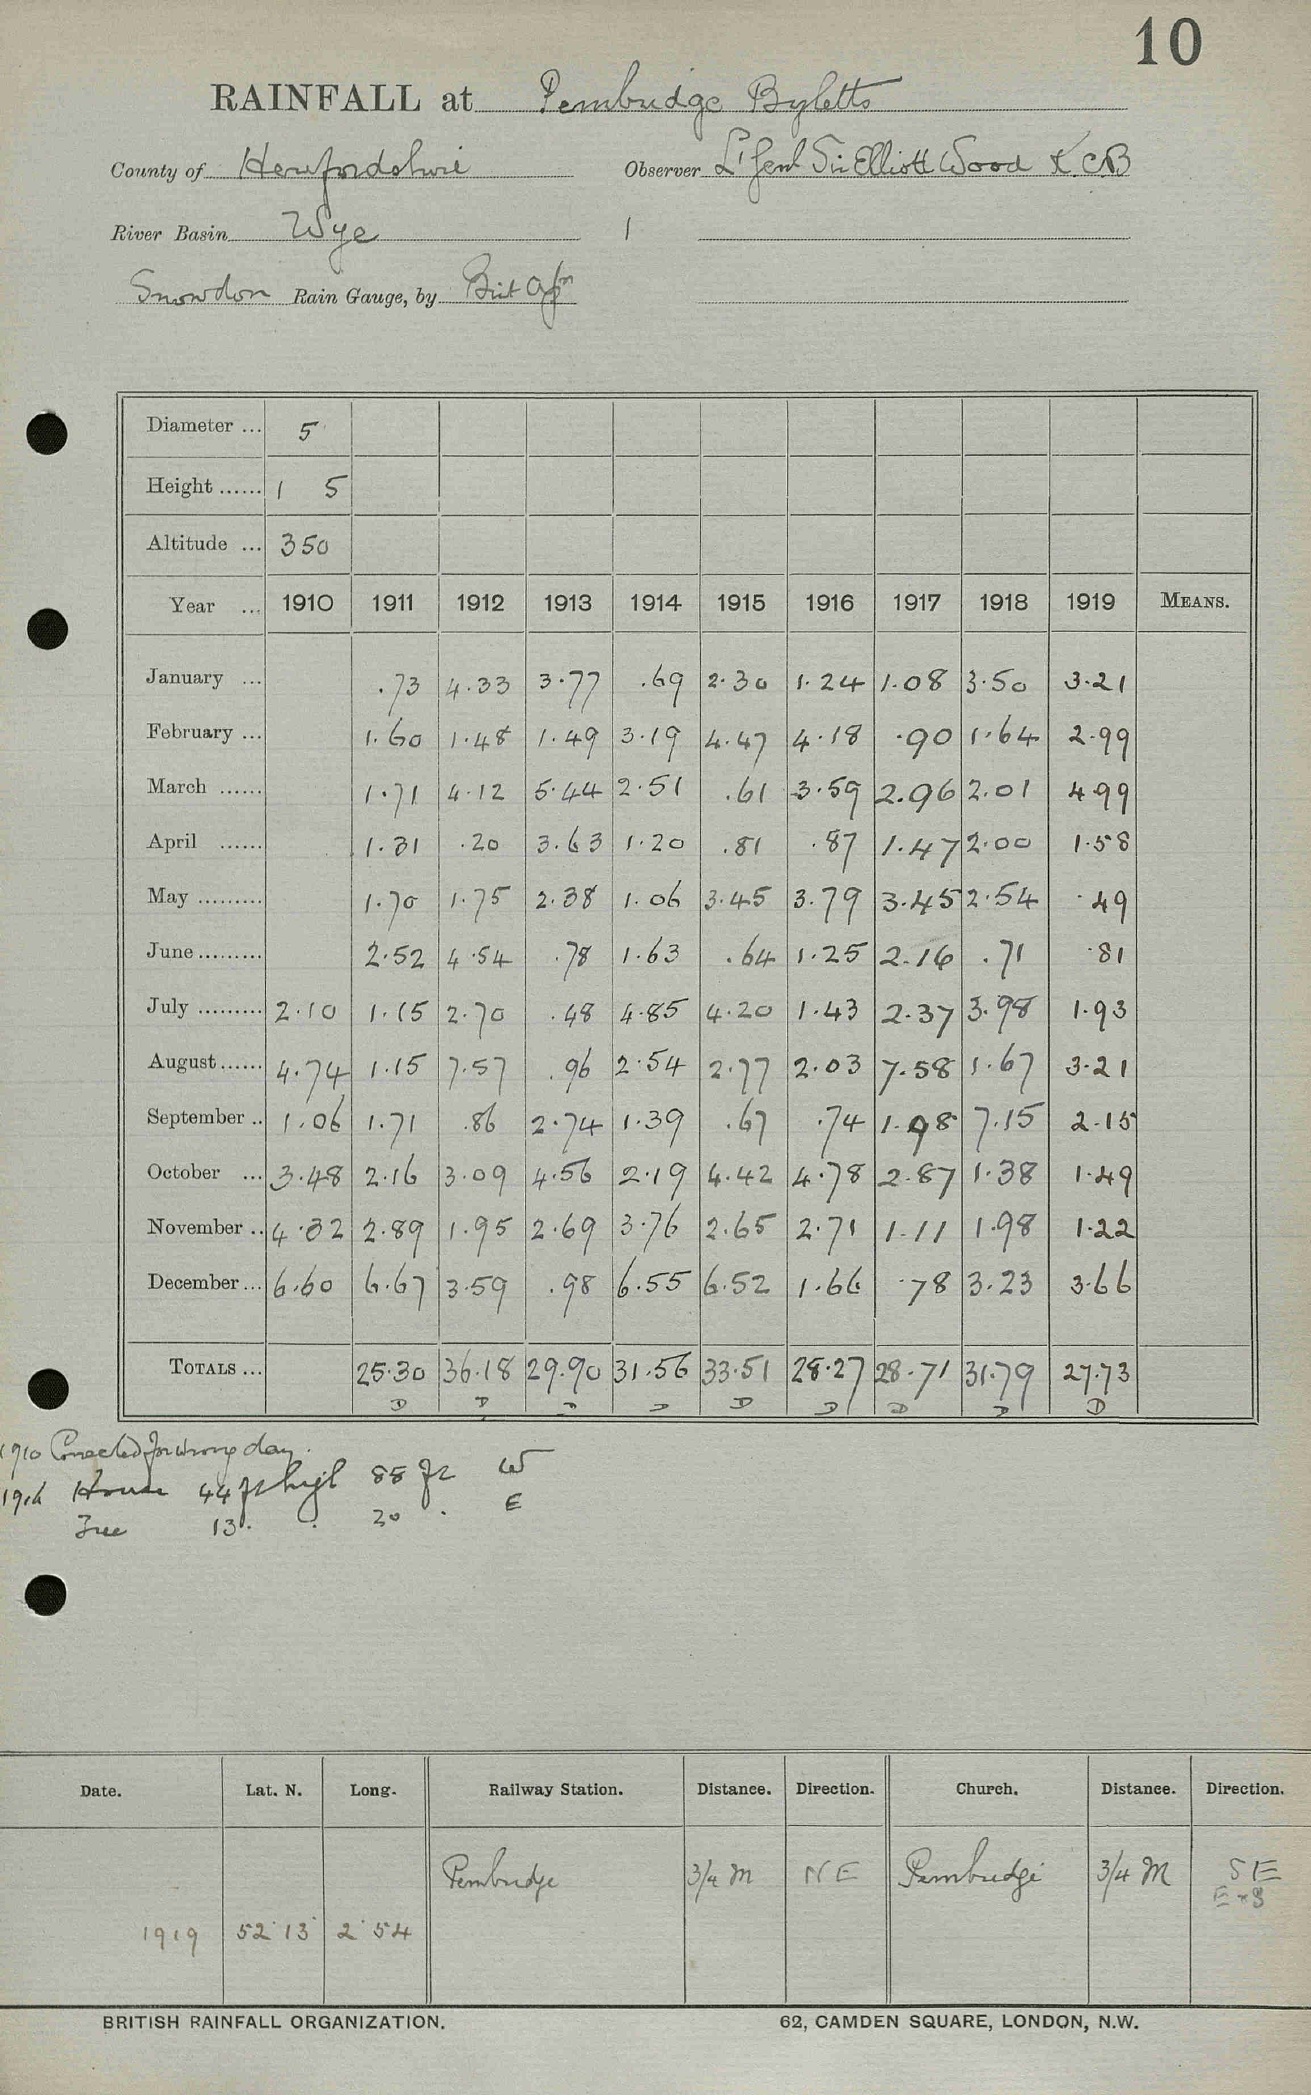 10
RAINFALL at Pembridge Byletts
County of Herefordshire Observer Lt Genl Sir Elliott Wood K.C.B
River Basin Wye 1
Snowdon Rain Gauge, by
Diameter ... 5
Height ...... 1 5
Altitude ... 350
Year ... 1910 1911 1912 1913 1914 1915 1916 1917 1918 1919 MEANS.
January ... .73 4.33 3.77 .69 2.30 1.24 1.08 3.50 3.21
February ... 1.60 1.48 1.49 3.19 4.47 4.18 .90 1.64 2.99
March ...... 1.71 4.12 5.44 2.51 .61 3.59 2.96 2.01 4.99
April ...... 1.31 .20 3.63 1.20 .81 .87 1.47 2.00 1.58
May ......... 1.70 1.75 2.38 1.06 3.45 3.79 3.45 2.54 .49
June ......... 2.52 4.54 .78 1.63 .64 1.25 2.16 .71 .81
July ......... 2.10 1.15 2.70 .48 4.85 4.20 1.43 2.37 3.98 1.93
August ...... 4.74 1.15 7.57 .96 2.54 2.77 2.03 7.58 1.67 3.21
September .. 1.06 1.71 .86 2.74 1.39 .67 .74 1.98 7.15 2.15
October ... 3.48 2.16 3.09 4.56 2.19 4.42 4.78 2.87 1.38 1.49
November .. 4.32 2.89 1.95 2.69 3.76 2.65 2.71 1.11 1.98 1.22
December ... 6.60 6.67 3.59 .98 6.55 6.52 1.66 .78 3.23 3.66
TOTALS ... 25.30 36.18 29.90 31.56 33.51 28.27 28.71 31.79 27.73
D D D D D D D D D
1910 Corrected for wrong day.
1916 House 44 ft high 88 ft W
Tree 13 . . 20 . E
Date. Lat. N. Long. Railway Station. Distance. Direction. Church. Distance. Direction.
Pembridge 3/4 M NE Pembridge 3/4 M SE
1919 52° 13' 2° 54
BRITISH RAINFALL ORGANIZATION. 62, CAMDEN SQUARE, LONDON, N.W.